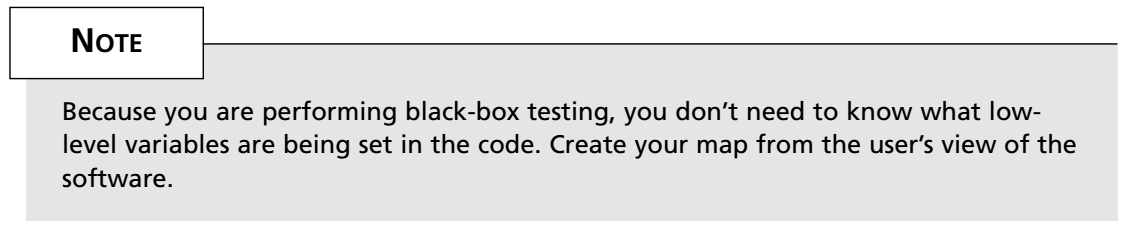 NOTE
Because you are performing black-box testing, you don’t need to know what low-
level variables are being set in the code. Create your map from the user’s view of the
software.